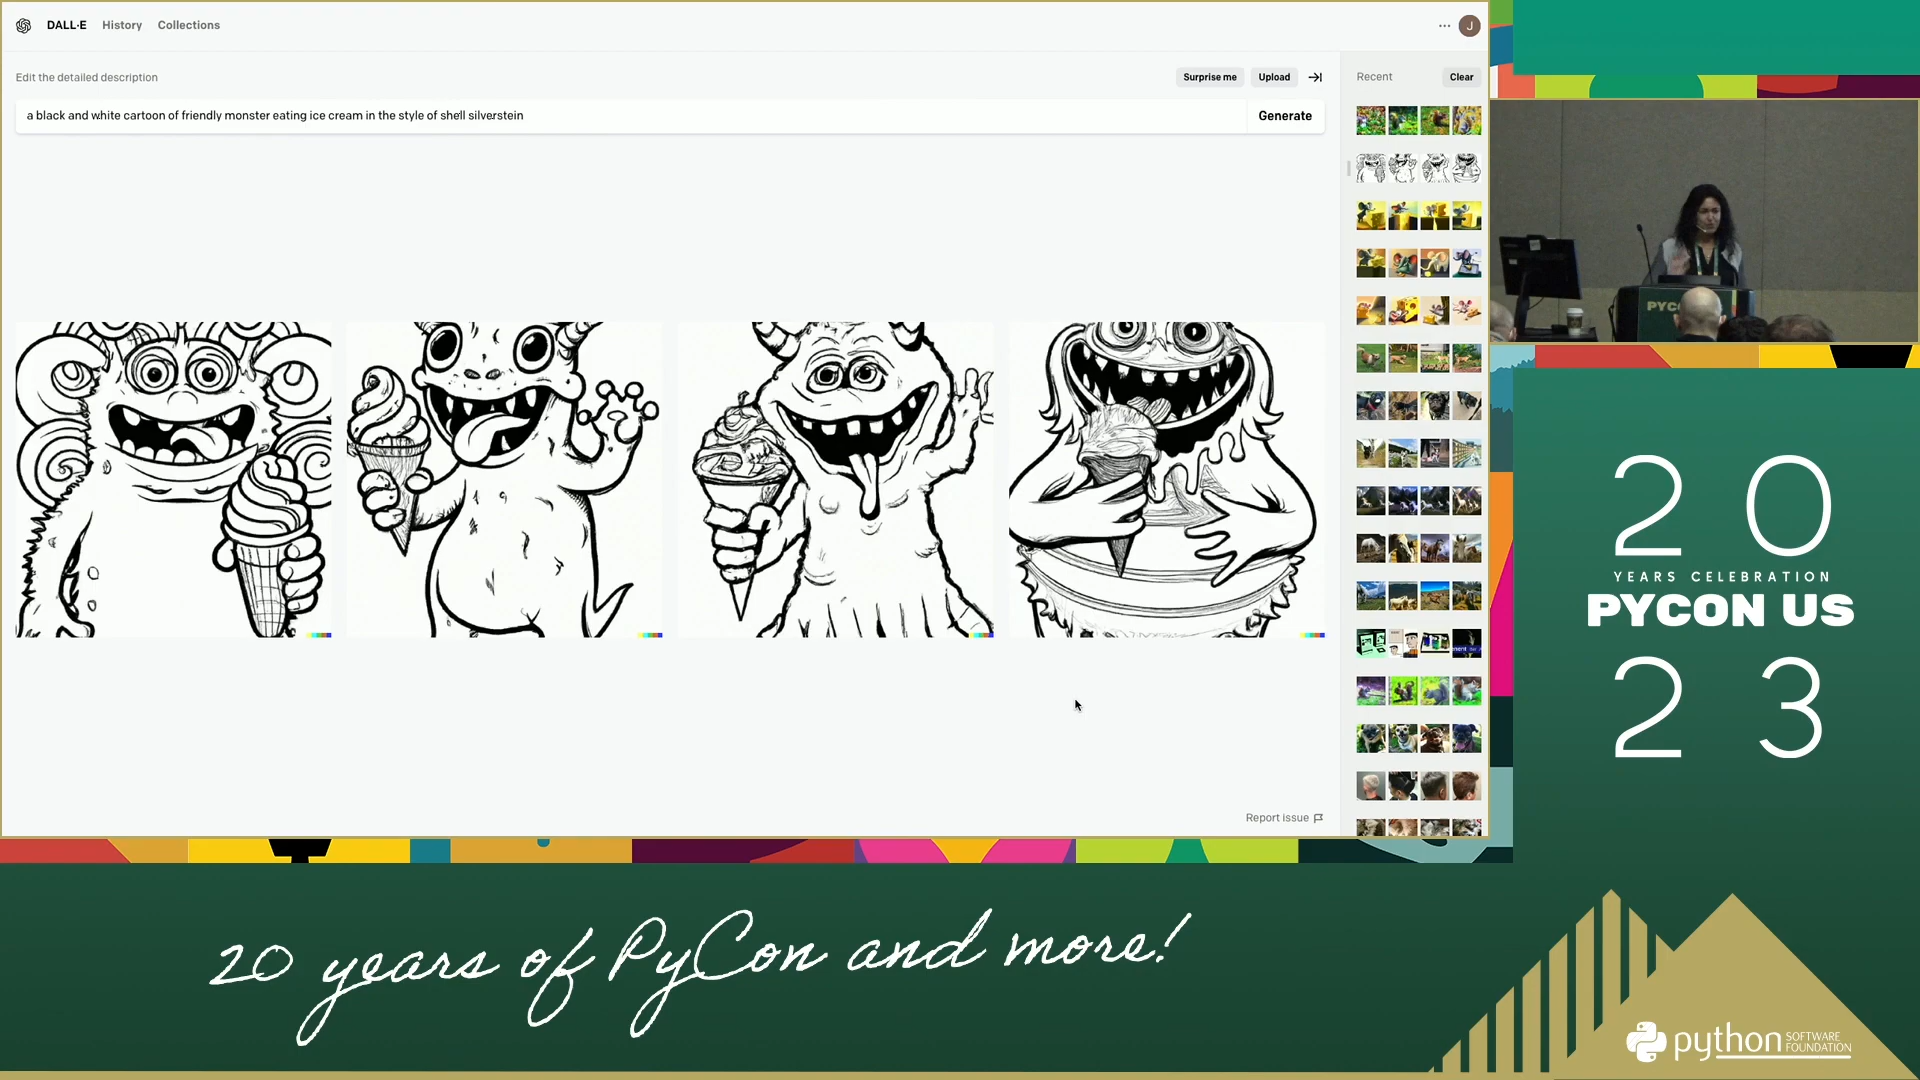 DALL·E History Collections
J
Edit the detailed description
Surprise me Upload
Recent Clear
a black and white cartoon of friendly monster eating ice cream in the style of shell silverstein
Generate
Report issue
PYC
20
YEARS CELEBRATION
PYCON US
23
20 years of PyCon and more!
python SOFTWARE
FOUNDATION